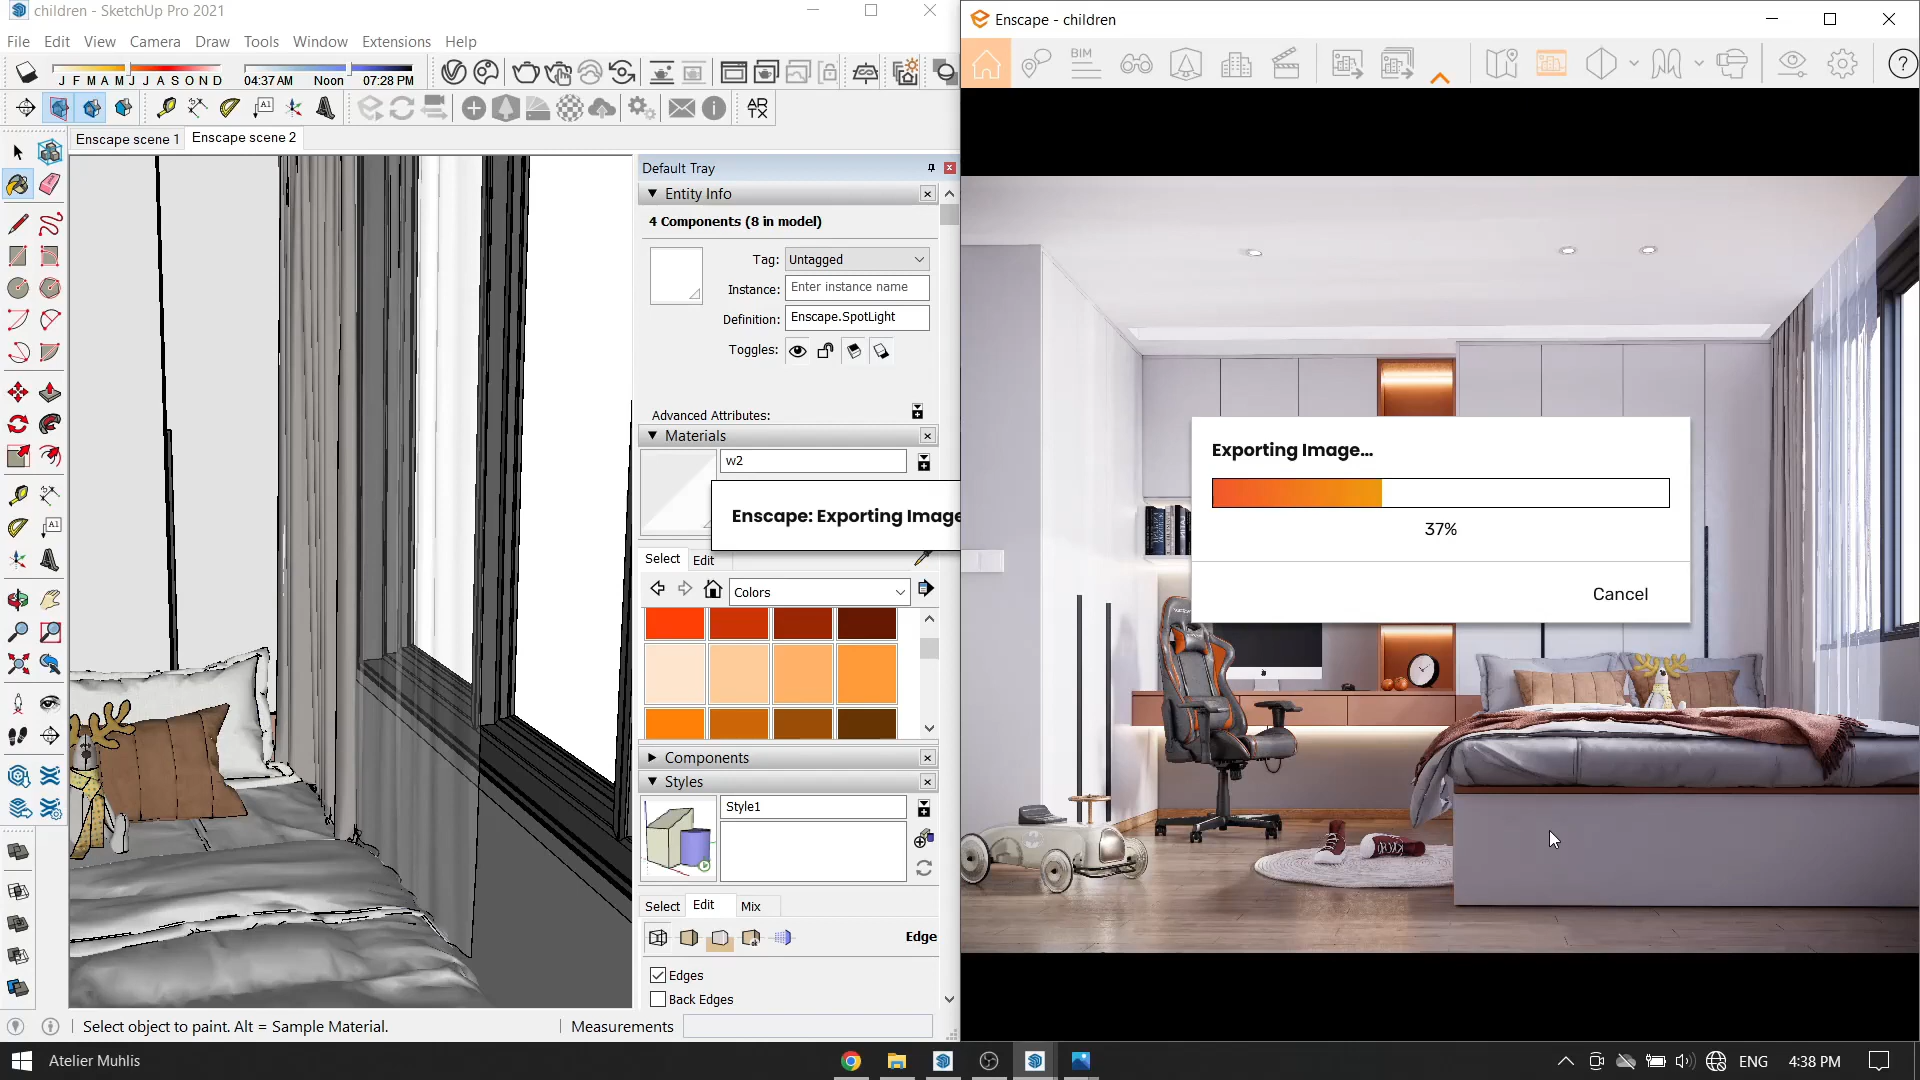 children - SketchUp Pro 2021
File Edit View Camera Draw Tools Window Extensions Help
J F M A M J J A S O N D
04:37 AM Noon 07:28 PM
Enscape scene 1
Enscape scene 2
Default Tray
Entity Info
4 Components (8 in model)
Tag: Untagged
Instance: Enter instance name
Definition: Enscape.SpotLight
Toggles:
Advanced Attributes:
Materials
w2
Enscape: Exporting Image
Select Edit
Colors
Components
Styles
Style1
Select Edit Mix
Edge
Edges
Back Edges
Select object to paint. Alt = Sample Material.
Measurements
Enscape - children
BIM
Exporting Image...
37%
Cancel
Atelier Muhlis
ENG
4:38 PM